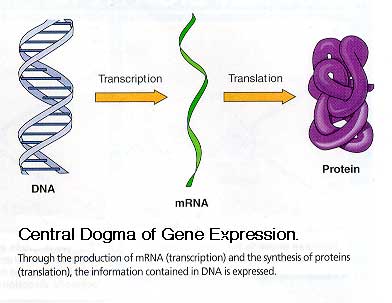 Transcription
Translation
DNA
mRNA
Protein
Central Dogma of Gene Expression.
Through the production of mRNA (transcription) and the synthesis of proteins
(translation), the information contained in DNA is expressed.